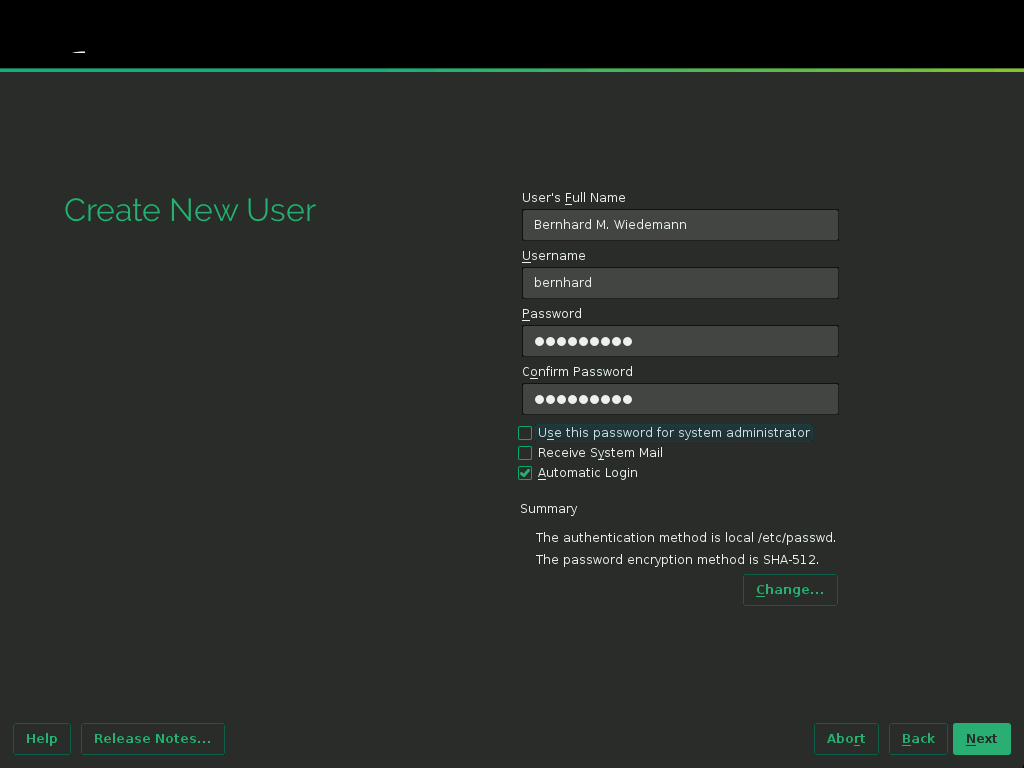 Create New User
User's Full Name
Bernhard M. Wiedemann
Username
bernhard
Password
●●●●●●●●●
Confirm Password
●●●●●●●●●
Use this password for system administrator
Receive System Mail
Automatic Login
Summary
The authentication method is local /etc/passwd.
The password encryption method is SHA-512.
Change...
Help Release Notes... Abort Back Next